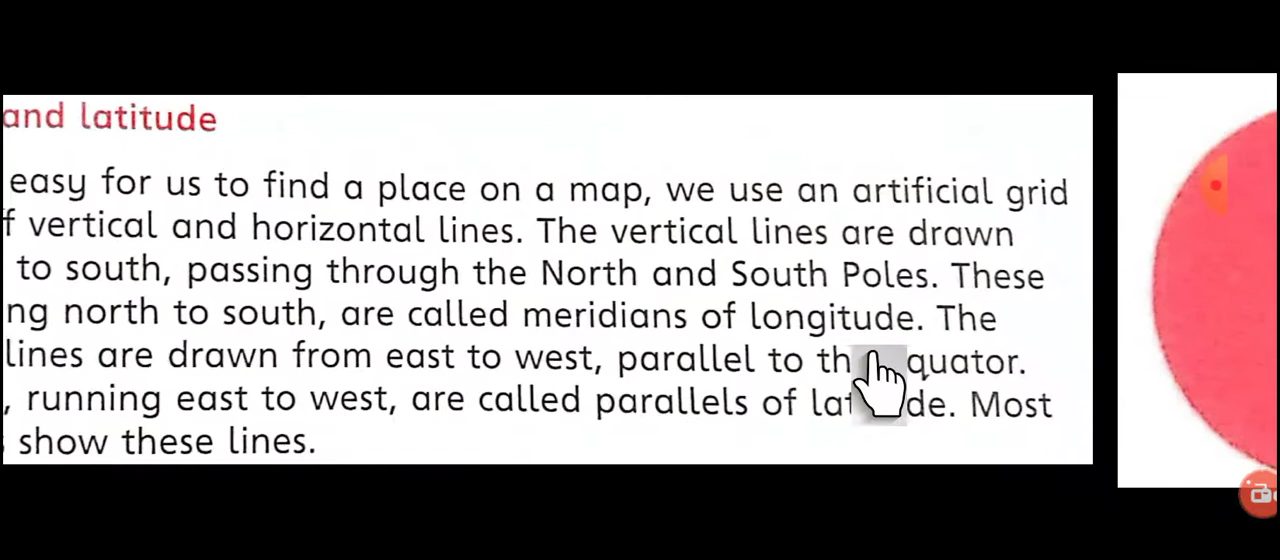 and latitude
easy for us to find a place on a map, we use an artificial grid
f vertical and horizontal lines. The vertical lines are drawn
to south, passing through the North and South Poles. These
ng north to south, are called meridians of longitude. The
lines are drawn from east to west, parallel to th quator.
, running east to west, are called parallels of lat de. Most
show these lines.